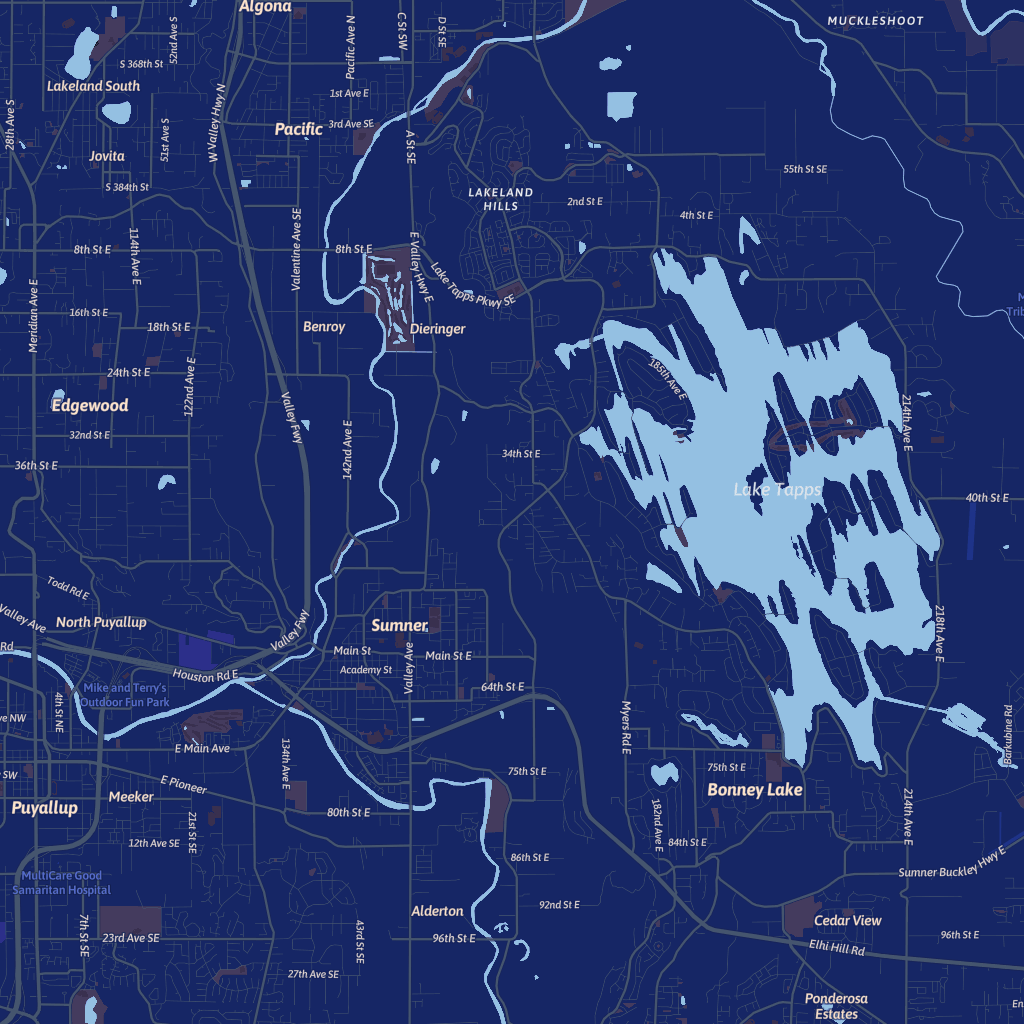 Algona
MUCKLESHOOT
52nd Ave S
Pacific Ave N
C St SW
D St SE
S 368th St
Lakeland South
1st Ave E
28th Ave S
51st Ave S
W Valley Hwy N
Pacific
3rd Ave SE
A St SE
Jovita
55th St SE
S 384th St
LAKELAND
HILLS
2nd St E
4th St E
114th Ave E
Valentine Ave SE
8th St E
8th St E
E Valley Hwy E
Lake Tapps Pkwy SE
Meridian Ave E
16th St E
18th St E
Benroy
Dieringer
24th St E
122nd Ave E
185th Ave E
Edgewood
Valley Fwy
214th Ave E
32nd St E
142nd Ave E
36th St E
34th St E
Lake Tapps
40th St E
Todd Rd E
Valley Ave
North Puyallup
Valley Fwy
Sumner
218th Ave E
Rd
Main St
Valley Ave
Main St E
Academy St
Houston Rd E
Mike and Terry's
Outdoor Fun Park
64th St E
4th St NE
ve NW
Myers Rd E
Barkubine Rd
E Main Ave
134th Ave E
SW
75th St E
75th St E
E Pioneer
Bonney Lake
Meeker
Puyallup
80th St E
21st St SE
182nd Ave E
214th Ave E
12th Ave SE
84th St E
86th St E
Sumner Buckley Hwy E
MultiCare Good
Samaritan Hospital
92nd St E
Alderton
Cedar View
7th St SE
23rd Ave SE
43rd St SE
96th St E
96th St E
Elhi Hill Rd
27th Ave SE
Ponderosa
Estates